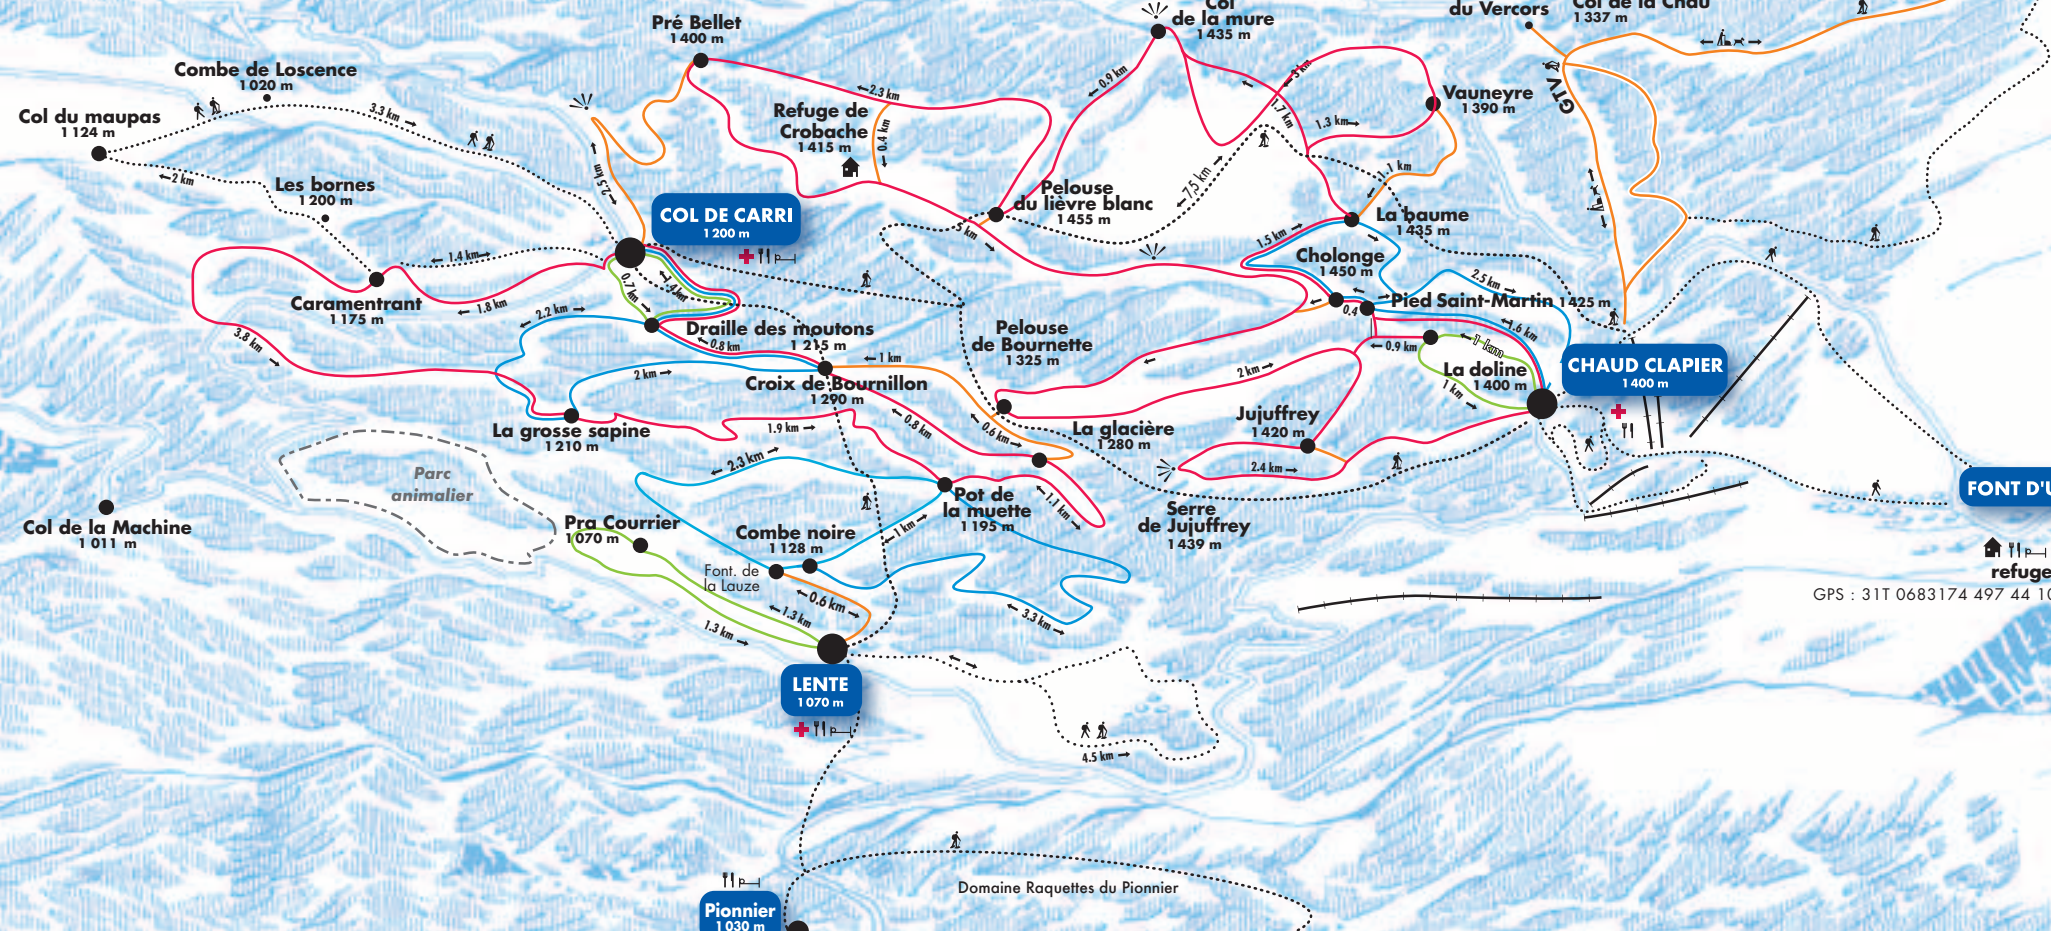 Col
de la mure
1 435 m
du Vercors
Col de la Chau
1 337 m
Pré Bellet
1 400 m
Combe de Loscence
1 020 m
Col du maupas
1 124 m
3.3 km
2 km
Les bornes
1 200 m
2.5 km
2.3 km
0.4 km
Refuge de
Crobache
1 415 m
0.9 km
3 km
1.7 km
1.3 km
Vauneyre
1 390 m
GTV
1.1 km
7,5 km
COL DE CARRI
1 200 m
Pelouse
du lièvre blanc
1 455 m
5 km
La baume
1 435 m
1.5 km
Cholonge
1 450 m
2.5 km
1.4 km
Caramentrant
1 175 m
1.8 km
0.7 km
1.4 km
2.2 km
Draille des moutons
1 215 m
0.8 km
Pied Saint-Martin 1 425 m
0.4
1.6 km
Pelouse
de Bournette
1 325 m
3.8 km
1 km
2 km
Croix de Bournillon
1 290 m
2 km
0.9 km
1 km
La doline
1 400 m
1 km
CHAUD CLAPIER
1 400 m
La grosse sapine
1 210 m
1.9 km
0.8 km
0.6 km
La glacière
1 280 m
Jujuffrey
1 420 m
2.4 km
2.3 km
Parc
animalier
Pot de
la muette
1 195 m
1.1 km
Serre
de Jujuffrey
1 439 m
FONT D'U
Col de la Machine
1 011 m
Pra Courrier
1 070 m
Combe noire
1 128 m
1 km
Font. de
la Lauze
0.6 km
1.3 km
1.3 km
3.3 km
refuge
GPS : 31T 0683174 497 44 10
LENTE
1 070 m
4.5 km
Domaine Raquettes du Pionnier
Pionnier
1 030 m